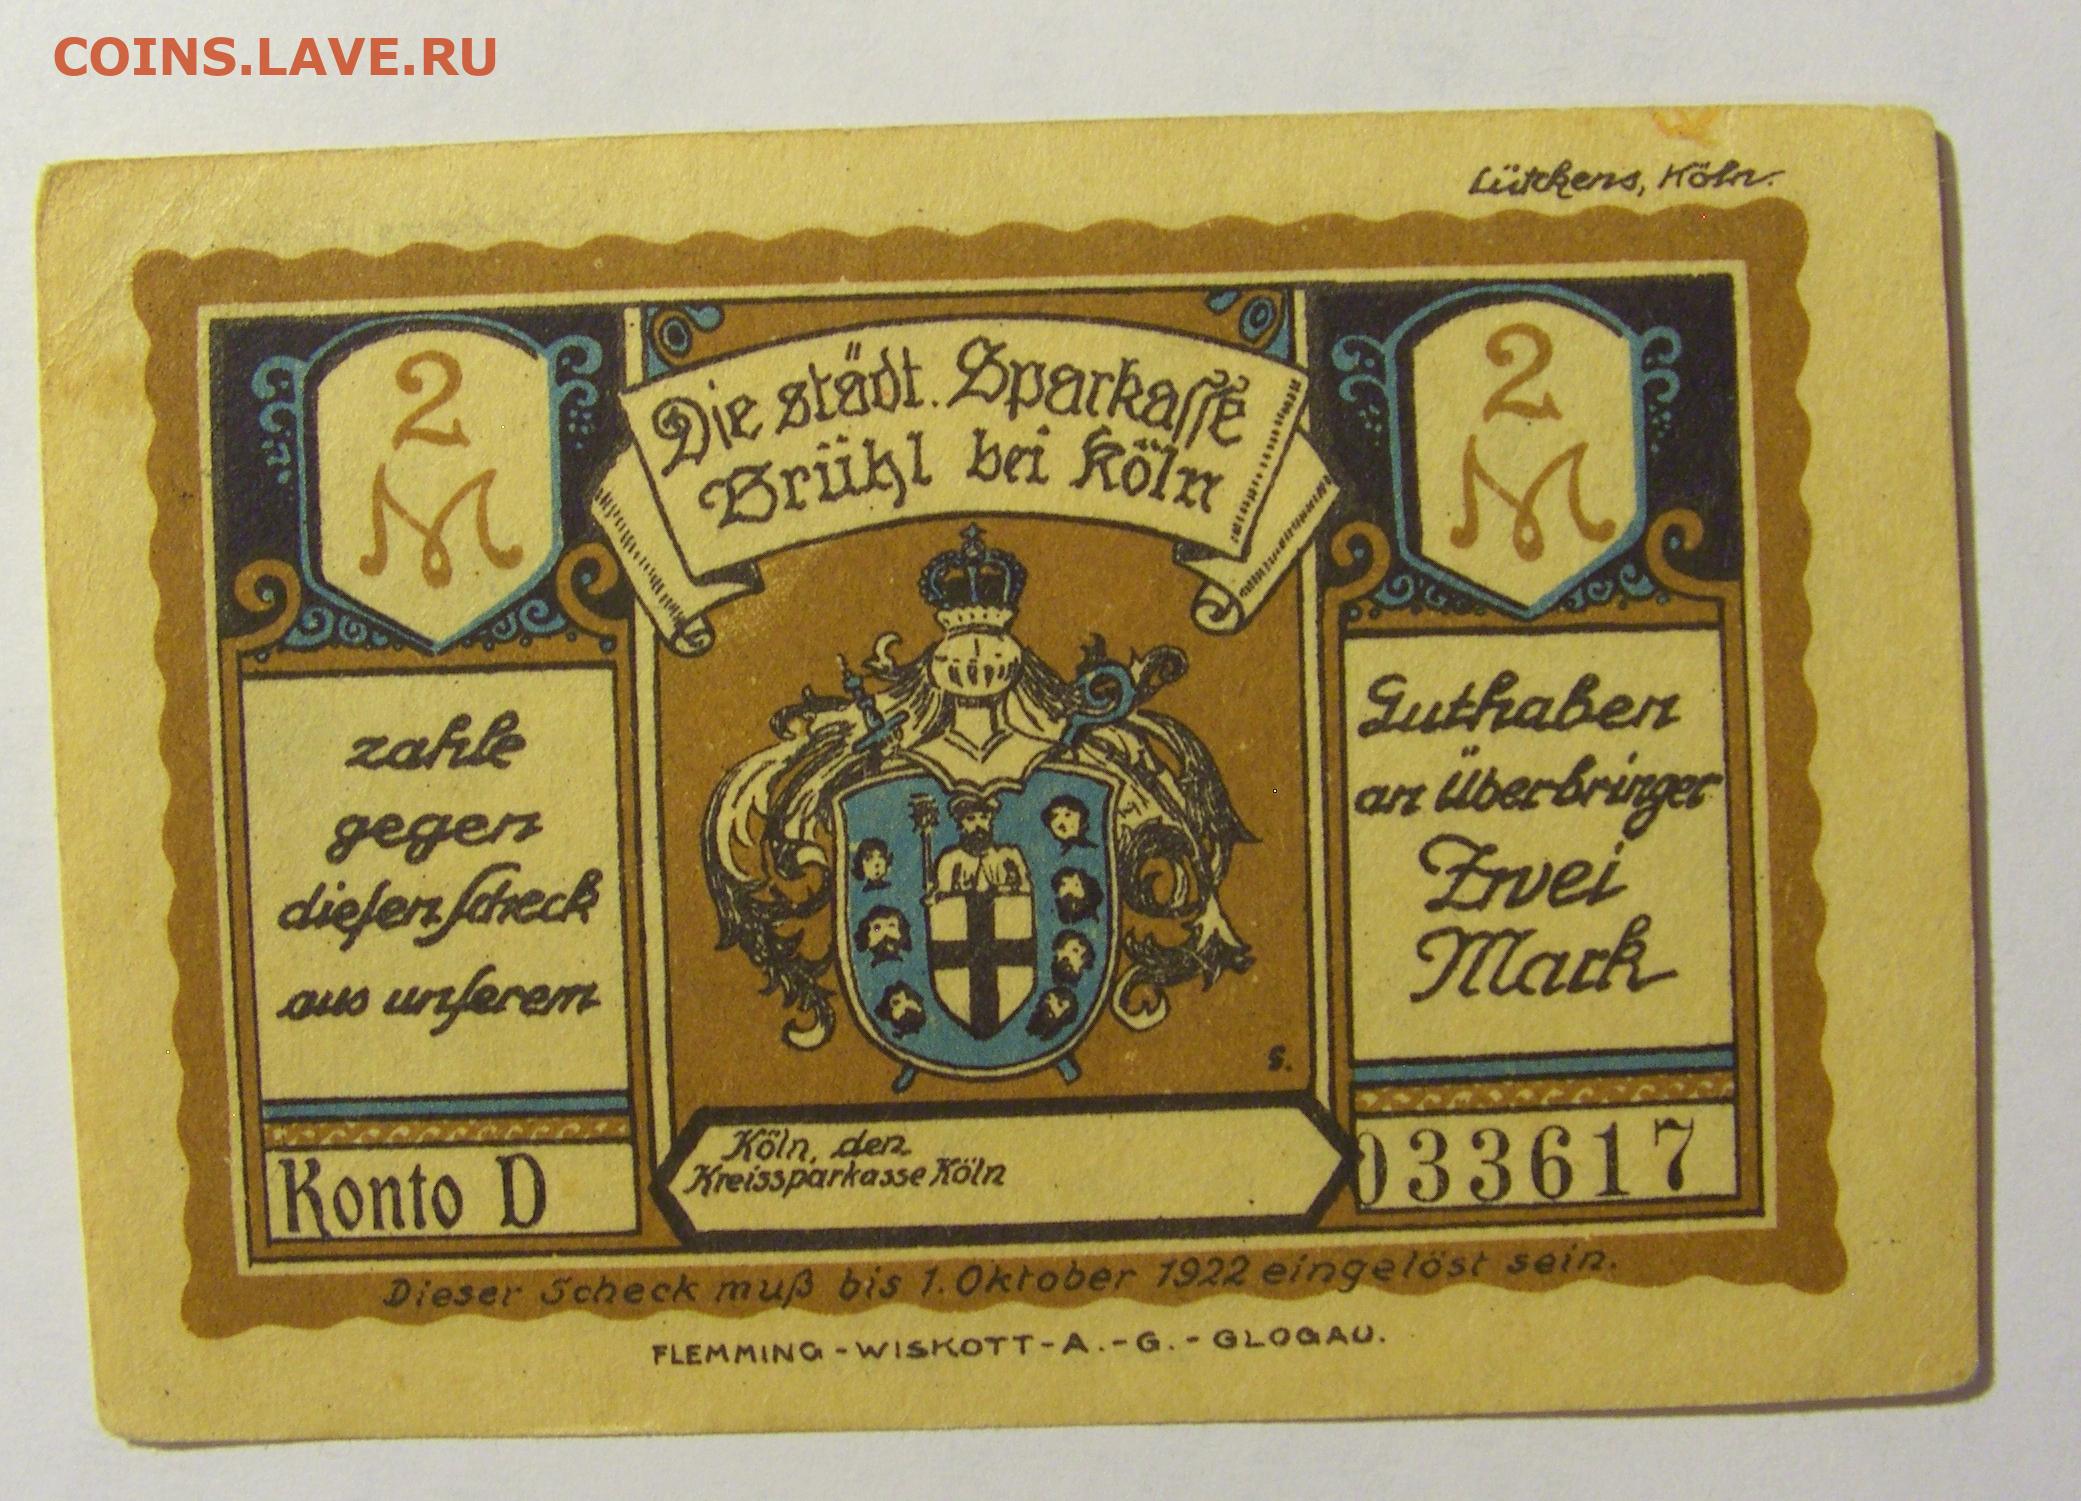 COINS.LAVE.RU
Lütkens, Köln.
2
M
Die städt. Sparkasse
Brühl bei Köln
2
M
zahle
gegen
diesen Scheck
aus unserem
Guthaben
an Überbringer
Zwei
Mark
S.
Konto D
Köln, den
Kreissparkasse Köln
033617
Dieser Scheck muß bis 1. Oktober 1922 eingelöst sein.
FLEMMING-WISKOTT-A.-G.-GLOGAU.